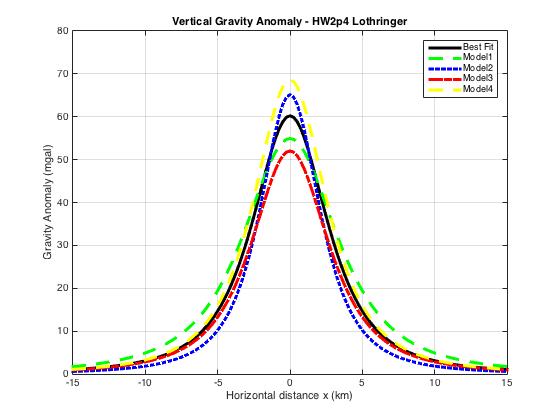 Vertical Gravity Anomaly - HW2p4 Lothringer
80
70
60
50
40
30
20
10
0
Gravity Anomaly (mgal)
Best Fit
Model1
Model2
Model3
Model4
-15 -10 -5 0 5 10 15
Horizontal distance x (km)